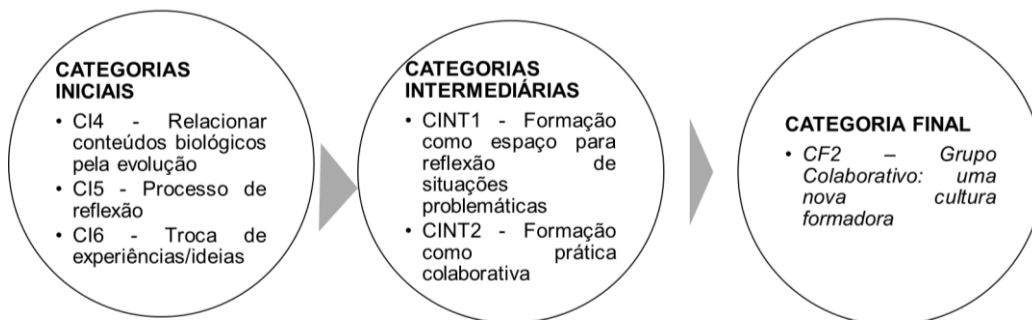 CATEGORIAS
INICIAIS
• CI4 - Relacionar
conteúdos biológicos
pela evolução
• CI5 - Processo de
reflexão
• CI6 - Troca de
experiências/ideias
CATEGORIAS
INTERMEDIÁRIAS
• CINT1 - Formação
como espaço para
reflexão de
situações
problemáticas
• CINT2 - Formação
como prática
colaborativa
CATEGORIA FINAL
• CF2 – Grupo
Colaborativo: uma
nova cultura
formadora